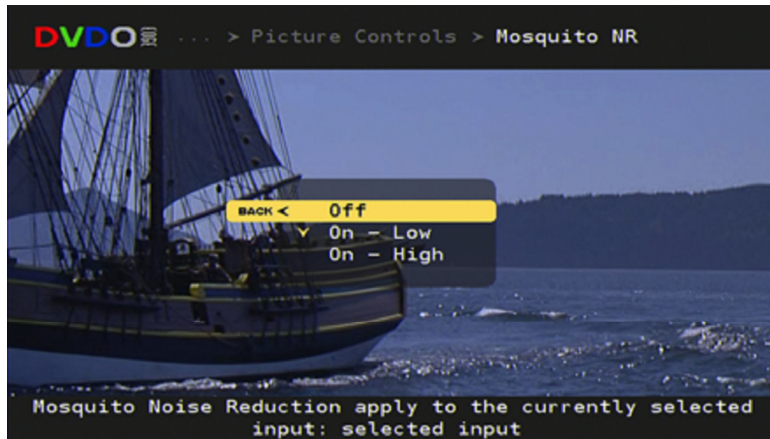 DVDO EDGE ... > Picture Controls > Mosquito NR
BACK < Off
On - Low
On - High
Mosquito Noise Reduction apply to the currently selected
input: selected input